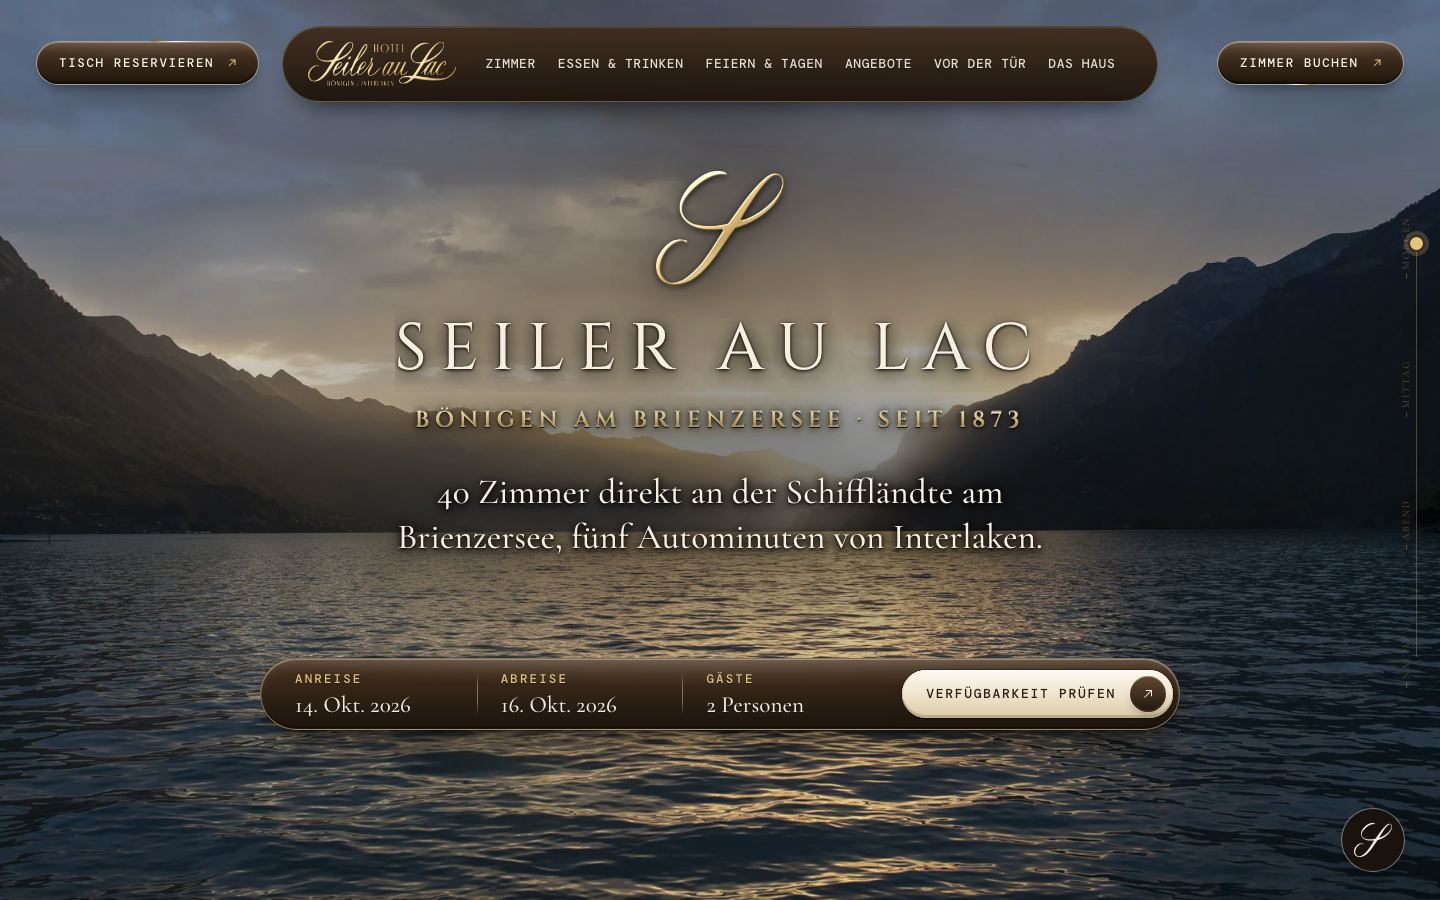 TISCH RESERVIEREN ↗
HOTEL
Seiler au Lac
BÖNIGEN / INTERLAKEN
ZIMMER ESSEN & TRINKEN FEIERN & TAGEN ANGEBOTE VOR DER TÜR DAS HAUS
ZIMMER BUCHEN ↗
S
SEILER AU LAC
BÖNIGEN AM BRIENZERSEE · SEIT 1873
40 Zimmer direkt an der Schiffländte am
Brienzersee, fünf Autominuten von Interlaken.
MORGEN
MITTAG
ABEND
ANREISE
14. Okt. 2026
ABREISE
16. Okt. 2026
GÄSTE
2 Personen
VERFÜGBARKEIT PRÜFEN ↗
S